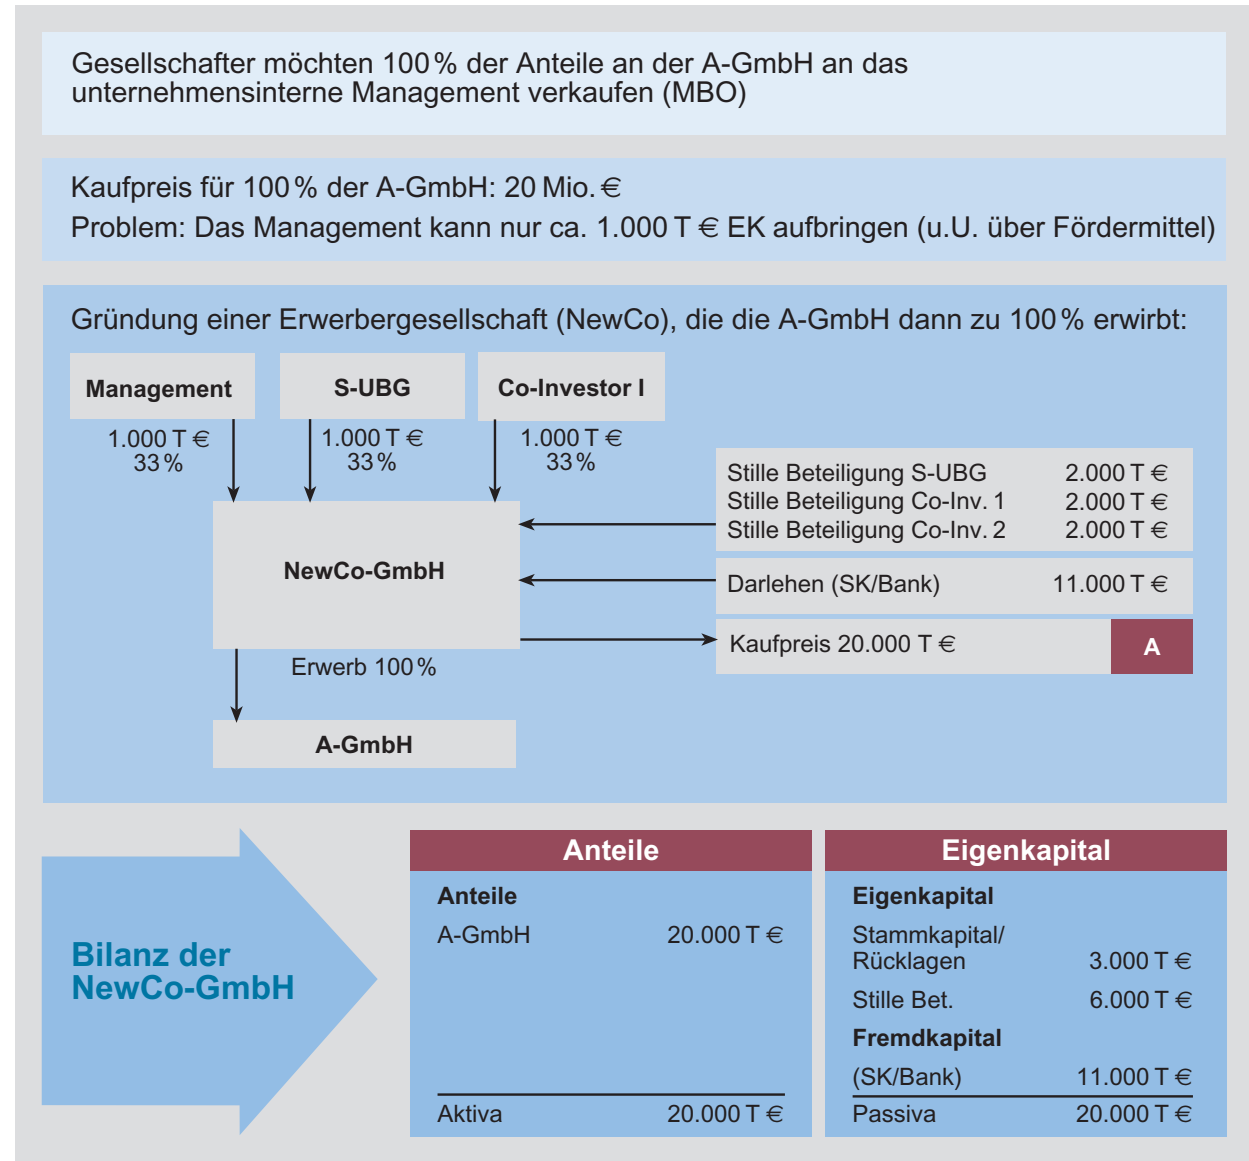 Gesellschafter möchten 100 % der Anteile an der A-GmbH an das
unternehmensinterne Management verkaufen (MBO)
Kaufpreis für 100 % der A-GmbH: 20 Mio. €
Problem: Das Management kann nur ca. 1.000 T € EK aufbringen (u.U. über Fördermittel)
Gründung einer Erwerbergesellschaft (NewCo), die die A-GmbH dann zu 100 % erwirbt:
Management
S-UBG
Co-Investor I
1.000 T €
33 %
1.000 T €
33 %
1.000 T €
33 %
Stille Beteiligung S-UBG 2.000 T €
Stille Beteiligung Co-Inv. 1 2.000 T €
Stille Beteiligung Co-Inv. 2 2.000 T €
NewCo-GmbH
Darlehen (SK/Bank) 11.000 T €
Kaufpreis 20.000 T € A
Erwerb 100 %
A-GmbH
Bilanz der
NewCo-GmbH
Anteile
Anteile
A-GmbH 20.000 T €
Aktiva 20.000 T €
Eigenkapital
Eigenkapital
Stammkapital/
Rücklagen 3.000 T €
Stille Bet. 6.000 T €
Fremdkapital
(SK/Bank) 11.000 T €
Passiva 20.000 T €